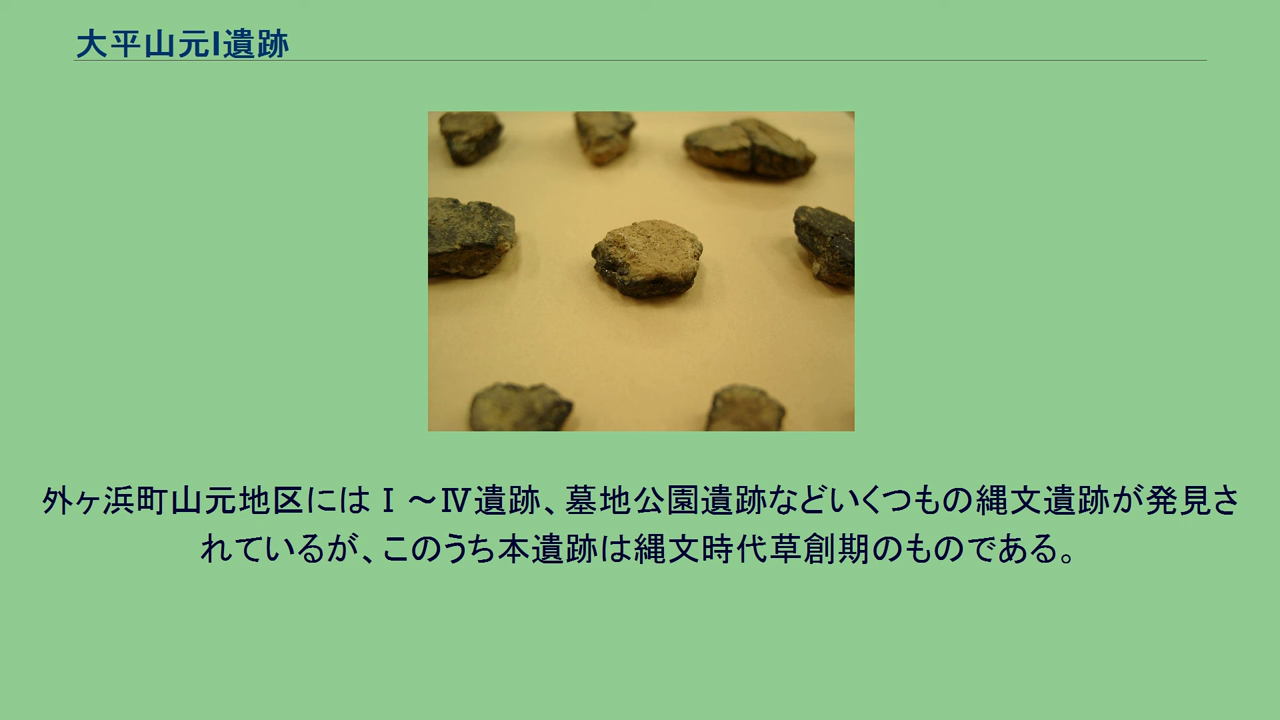 大平山元I遺跡
外ヶ浜町山元地区にはⅠ～Ⅳ遺跡、墓地公園遺跡などいくつもの縄文遺跡が発見さ
れているが、このうち本遺跡は縄文時代草創期のものである。